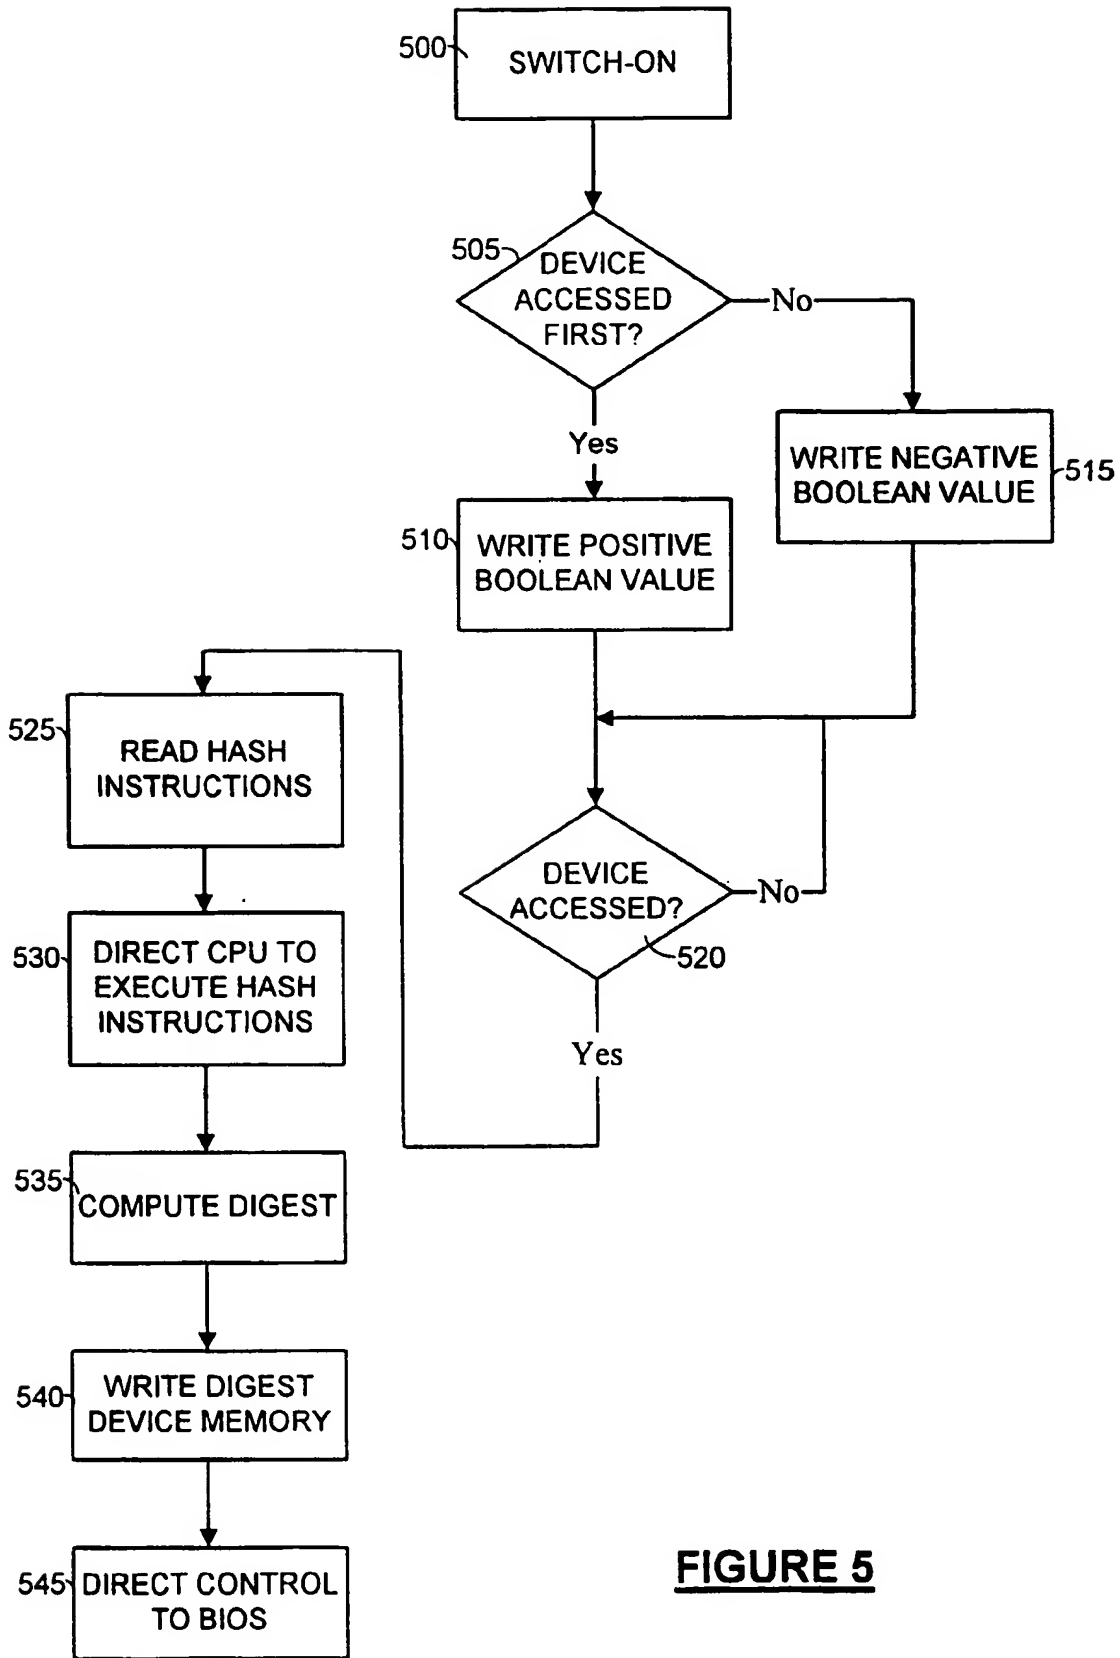 500
SWITCH-ON
505
DEVICE
ACCESSED
FIRST?
No
Yes
WRITE NEGATIVE
BOOLEAN VALUE
515
510
WRITE POSITIVE
BOOLEAN VALUE
525
READ HASH
INSTRUCTIONS
DEVICE
ACCESSED?
No
520
Yes
530
DIRECT CPU TO
EXECUTE HASH
INSTRUCTIONS
535
COMPUTE DIGEST
540
WRITE DIGEST
DEVICE MEMORY
545
DIRECT CONTROL
TO BIOS
FIGURE 5